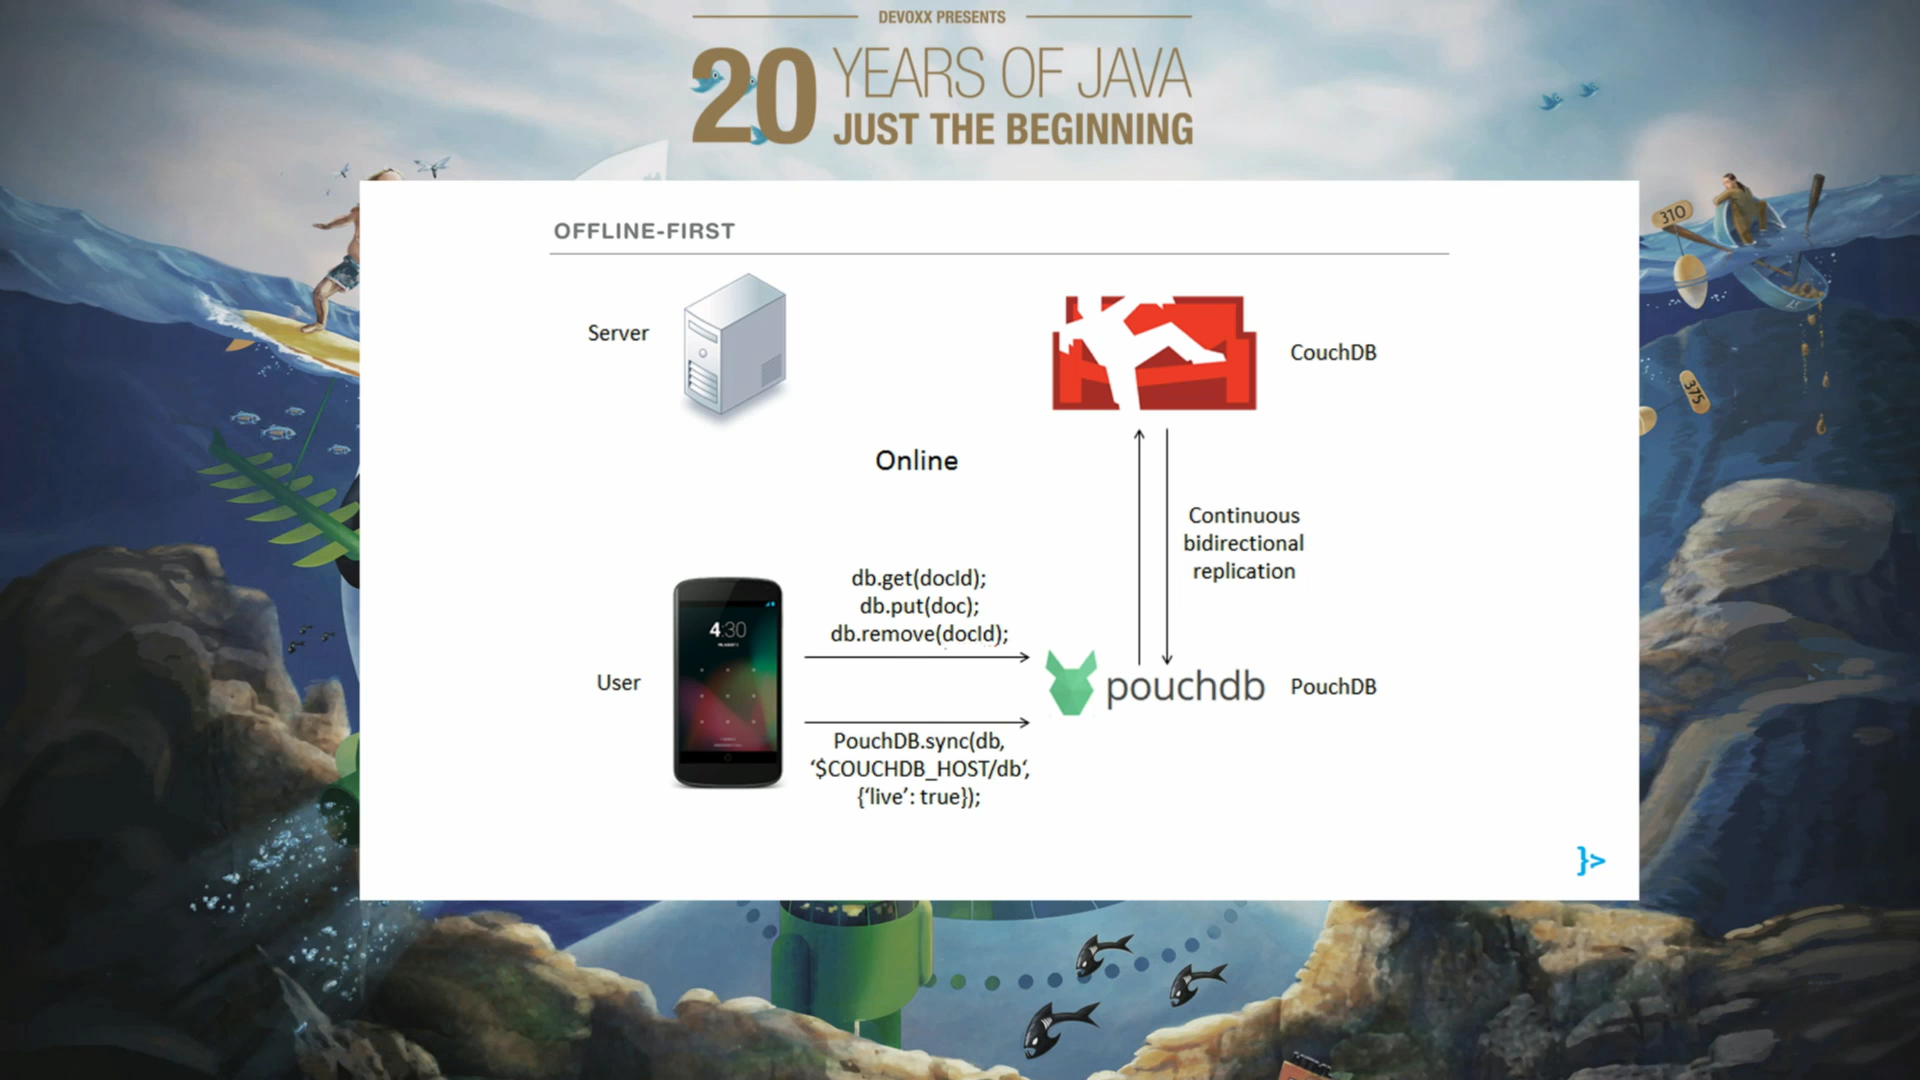 DEVOXX PRESENTS
20 YEARS OF JAVA
JUST THE BEGINNING
310
375
OFFLINE-FIRST
Server
CouchDB
Online
Continuous
bidirectional
replication
db.get(docId);
db.put(doc);
db.remove(docId);
4:30
User
pouchdb
PouchDB
PouchDB.sync(db,
‘$COUCHDB_HOST/db‘,
{‘live’: true});
}>